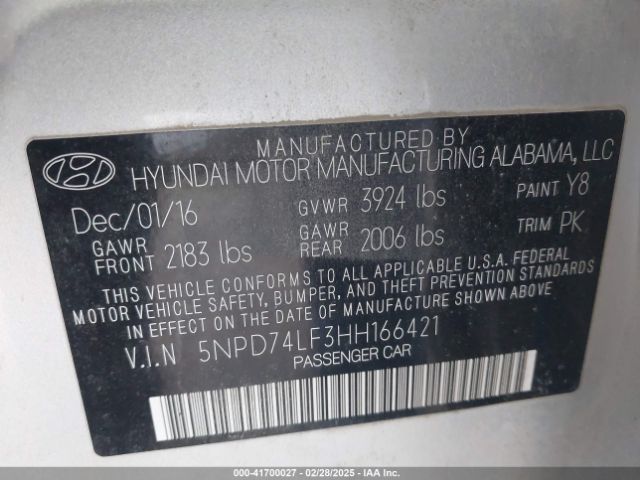 MANUFACTURED BY
HYUNDAI MOTOR MANUFACTURING ALABAMA, LLC
Dec/01/16 GVWR 3924 lbs PAINT Y8
GAWR FRONT 2183 lbs GAWR REAR 2006 lbs TRIM PK
THIS VEHICLE CONFORMS TO ALL APPLICABLE U.S.A. FEDERAL
MOTOR VEHICLE SAFETY, BUMPER, AND THEFT PREVENTION STANDARDS
IN EFFECT ON THE DATE OF MANUFACTURE SHOWN ABOVE
V.I.N 5NPD74LF3HH166421
PASSENGER CAR
000-41700027 - 02/28/2025 - IAA Inc.